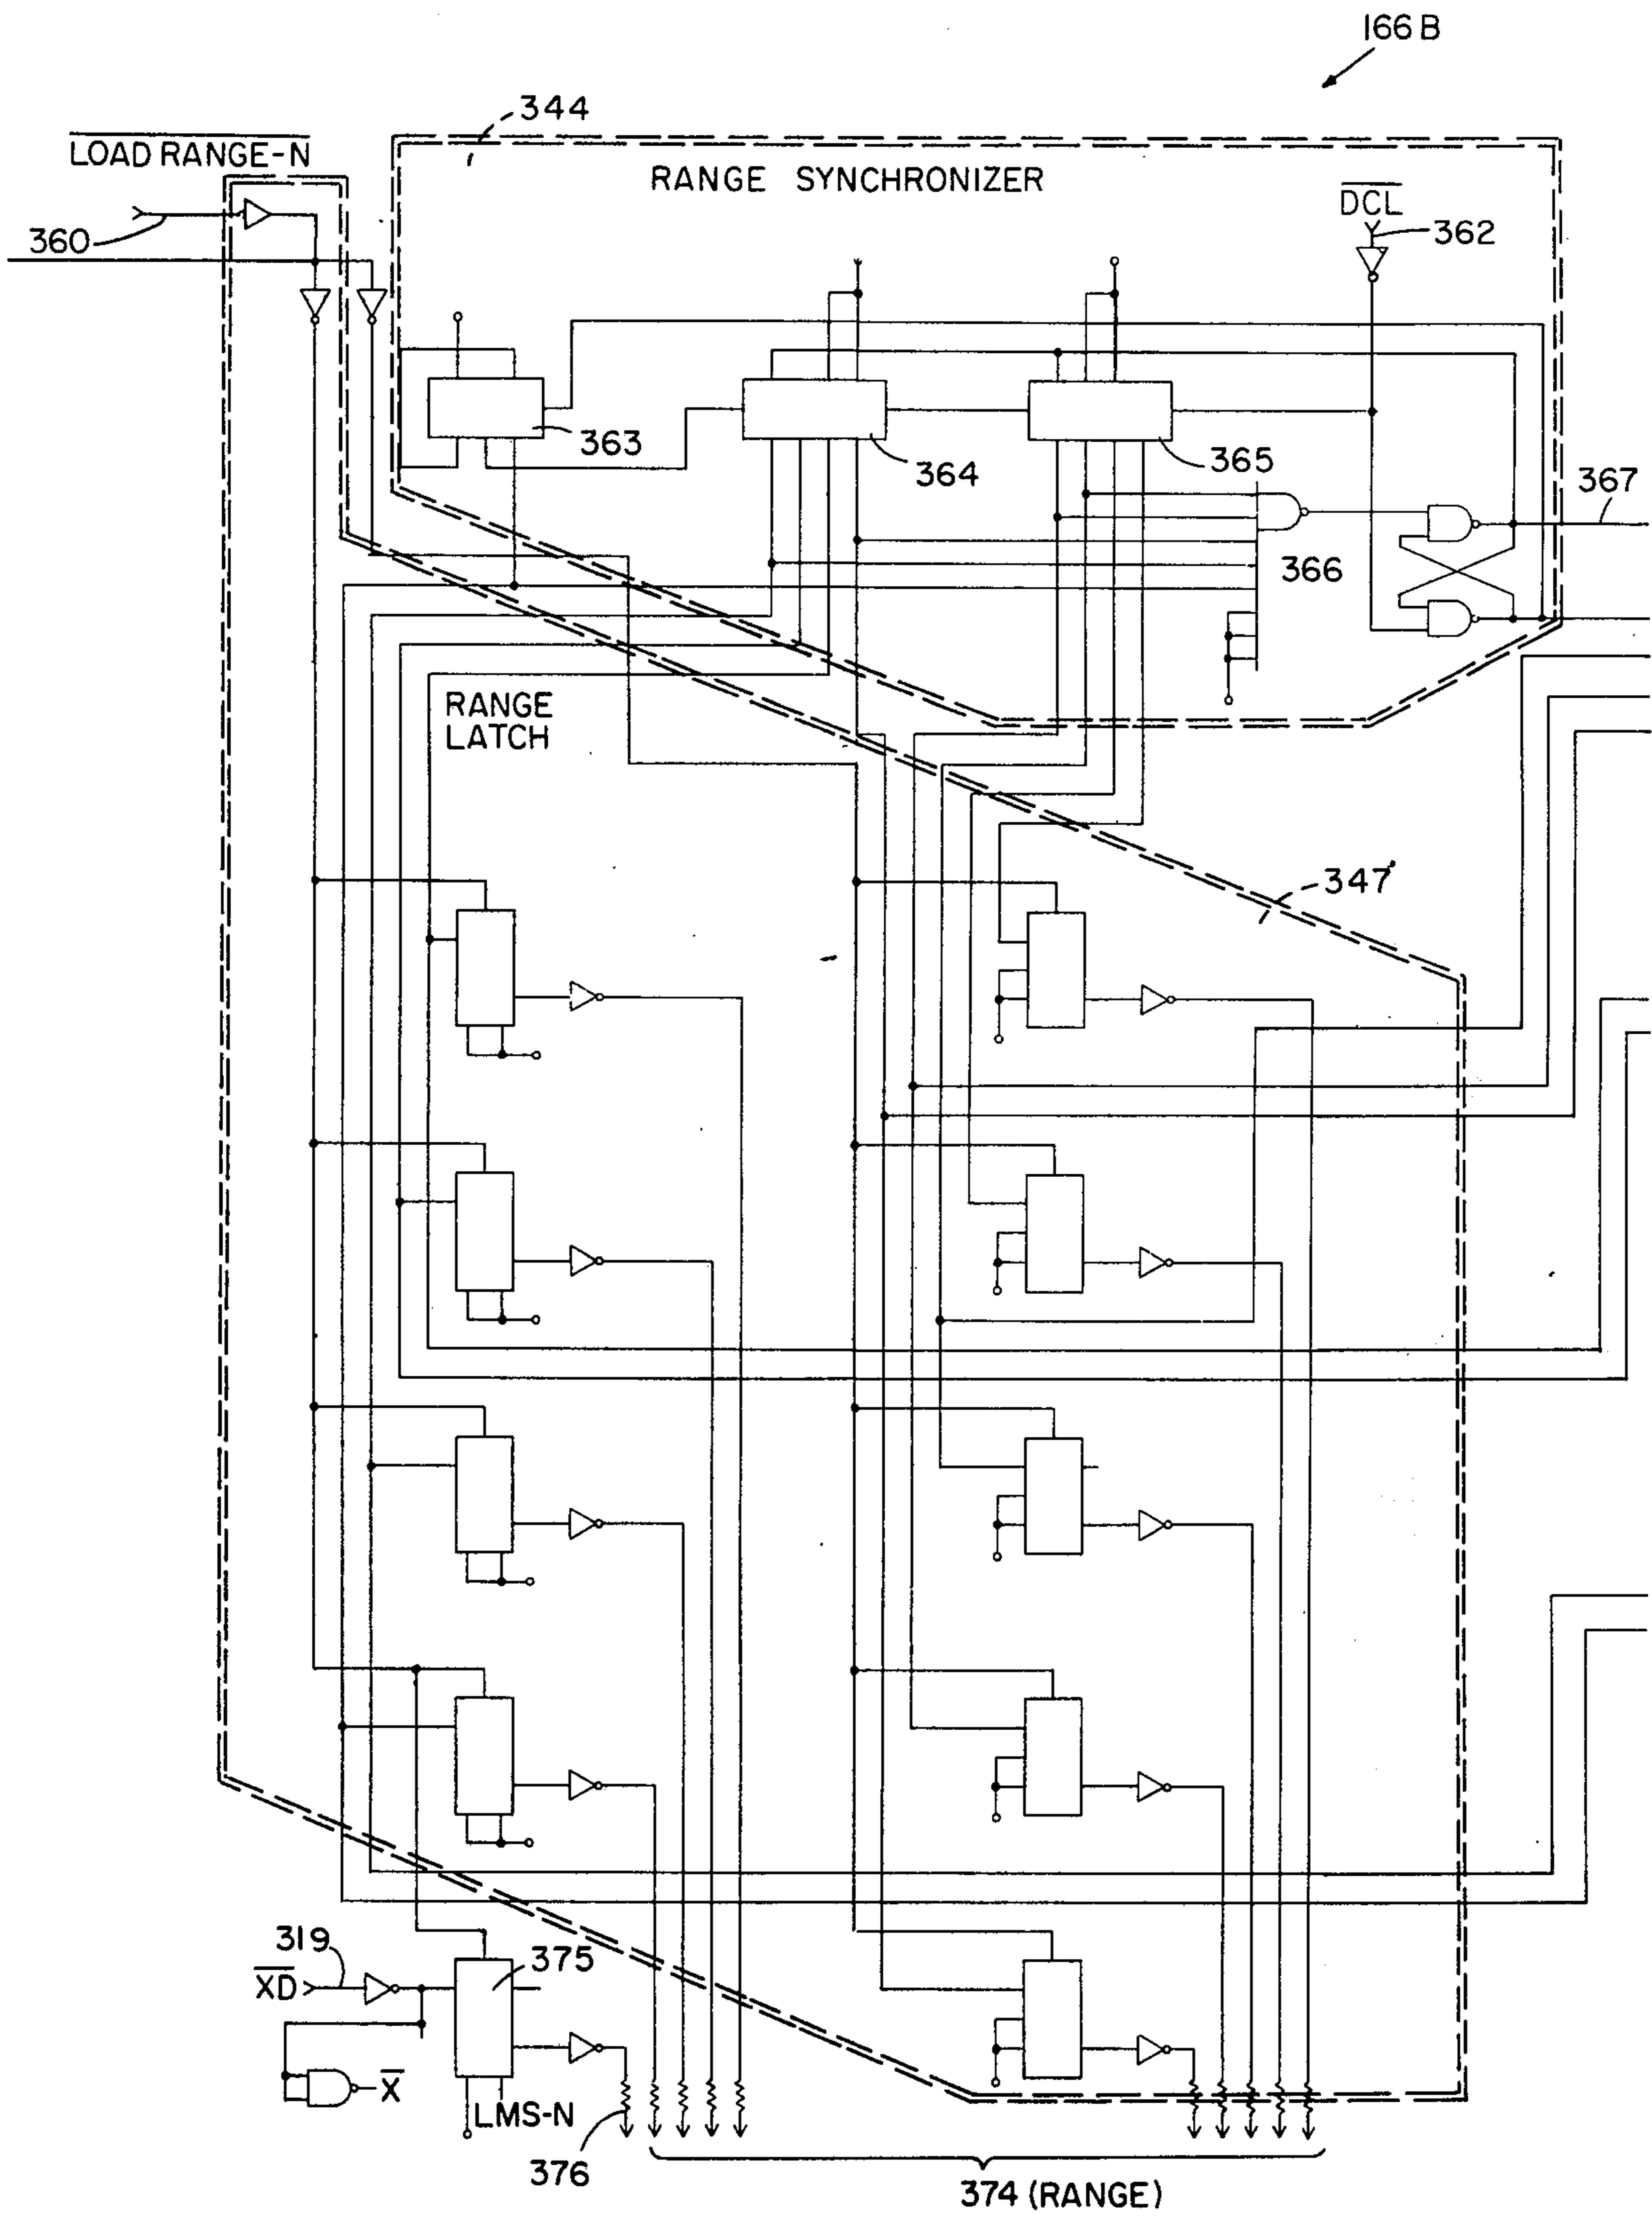 166B
344
LOAD RANGE-N
RANGE SYNCHRONIZER
DCL
362
360
363
364
365
367
366
RANGE
LATCH
347
319
375
XD
X
LMS-N
376
374 (RANGE)